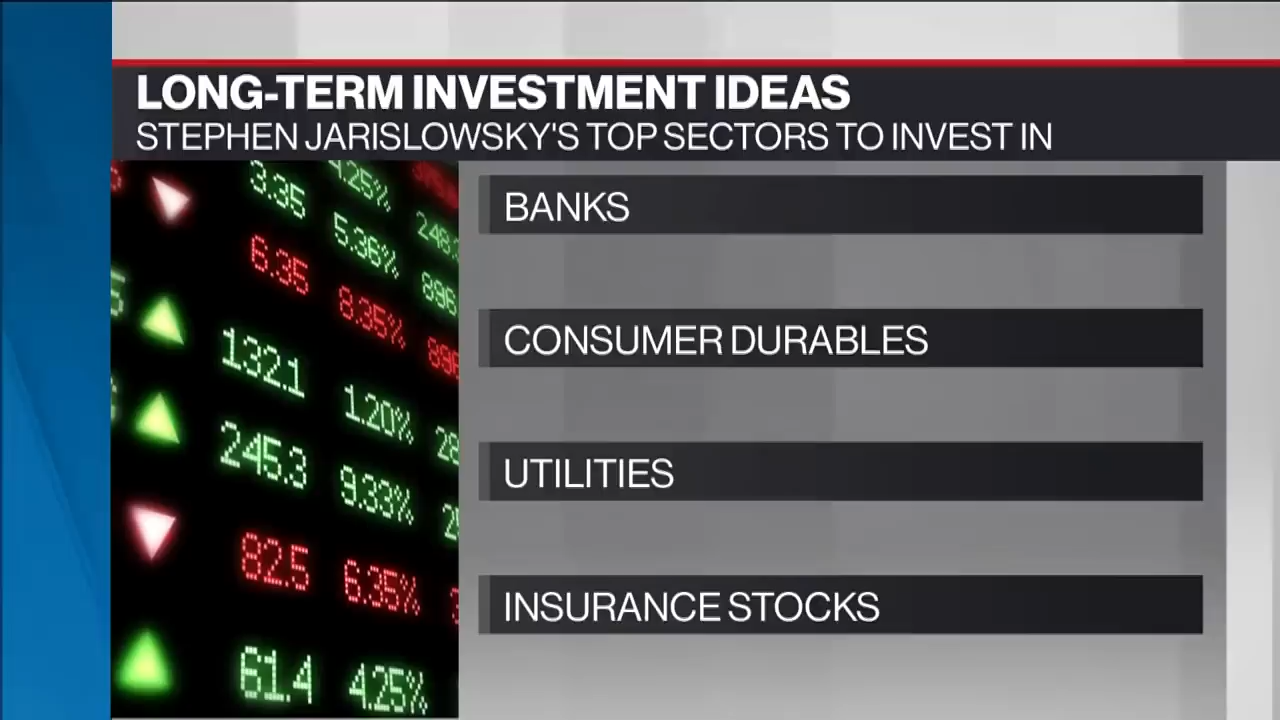 LONG-TERM INVESTMENT IDEAS
STEPHEN JARISLOWSKY'S TOP SECTORS TO INVEST IN
3.35 4.25%
5.36%
6.35 8.35%
132.1 1.20%
245.3 9.33%
82.5 6.35%
61.4 4.25%
BANKS
CONSUMER DURABLES
UTILITIES
INSURANCE STOCKS